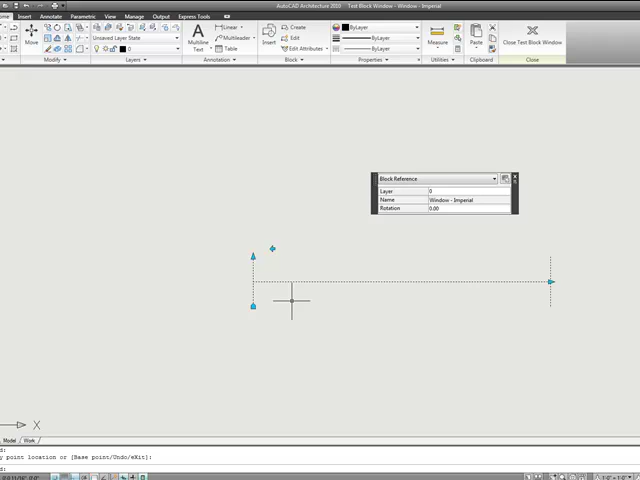 AutoCAD Architecture 2010    Test Block Window - Window - Imperial
Home Insert Annotate Parametric View Manage Output Express Tools
Move
Unsaved Layer State
0
Multiline
Text
Linear
Multileader
Table
Insert
Create
Edit
Edit Attributes
ByLayer
ByLayer
ByLayer
Measure
Paste
Close Test Block Window
Modify Layers Annotation Block Properties Utilities Clipboard Close
Block Reference
Layer 0
Name Window - Imperial
Rotation 0.00
X
Model Work
y point location or [Base point/Undo/eXit]: